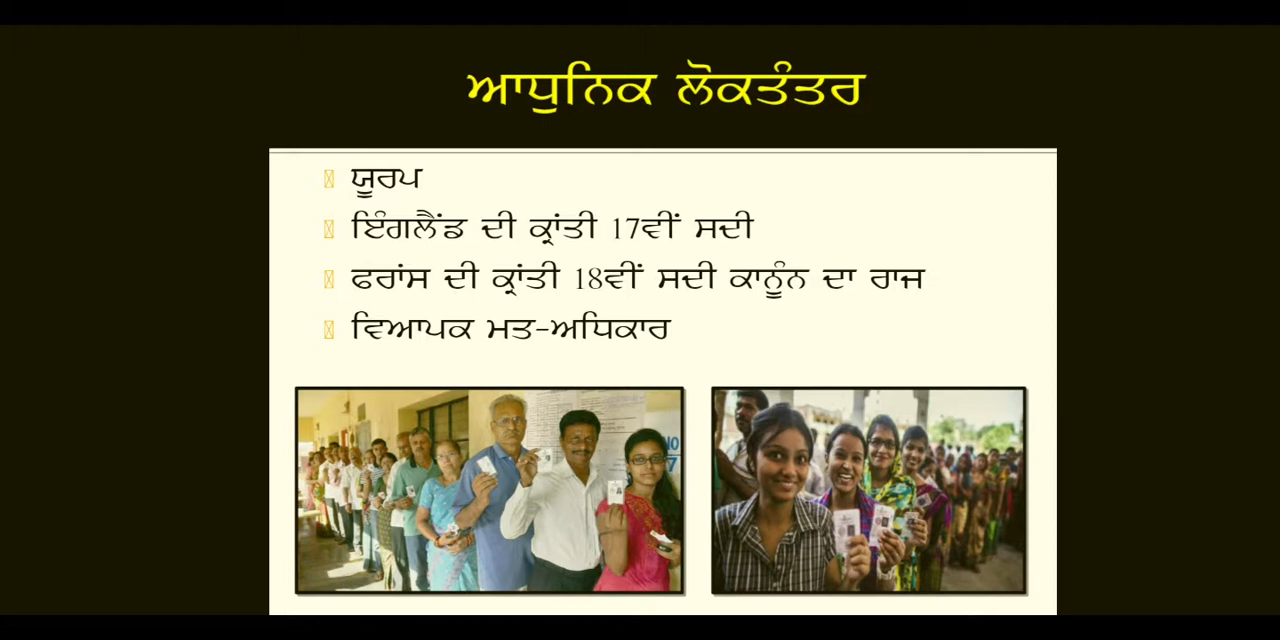 ਆਧੁਨਿਕ ਲੋਕਤੰਤਰ
ਯੂਰਪ
ਇੰਗਲੈਂਡ ਦੀ ਕ੍ਰਾਂਤੀ 17ਵੀਂ ਸਦੀ
ਫਰਾਂਸ ਦੀ ਕ੍ਰਾਂਤੀ 18ਵੀਂ ਸਦੀ ਕਾਨੂੰਨ ਦਾ ਰਾਜ
ਵਿਆਪਕ ਮਤ-ਅਧਿਕਾਰ